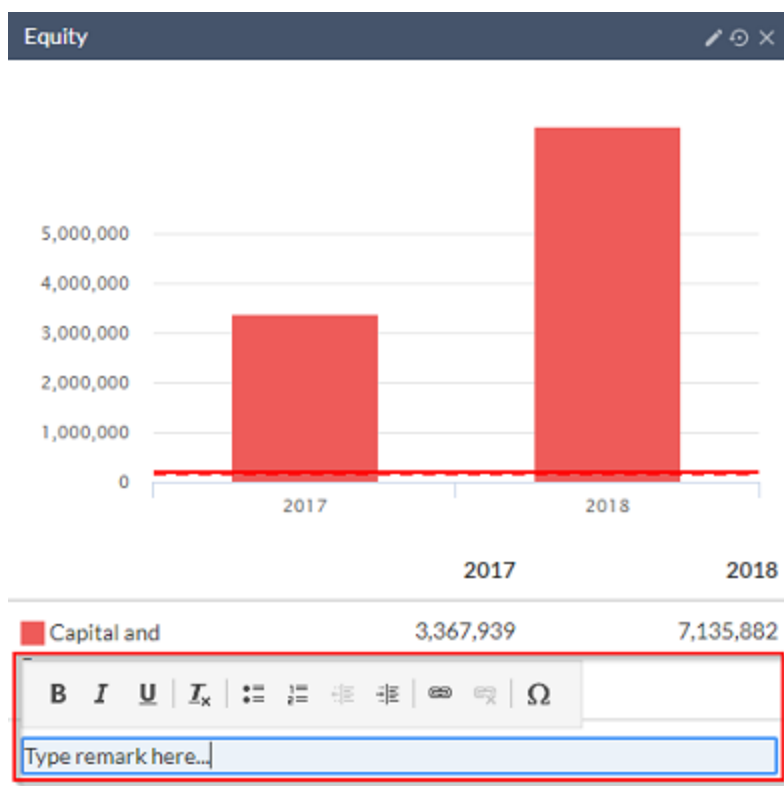 Equity
5,000,000
4,000,000
3,000,000
2,000,000
1,000,000
0
2017 2018
2017 2018
Capital and 3,367,939 7,135,882
B I U Ix Ω
Type remark here...